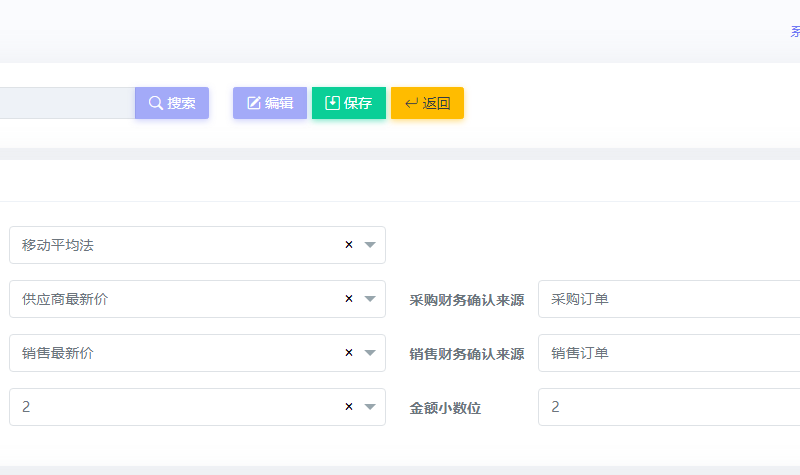 系
搜索 编辑 保存 返回
移动平均法
供应商最新价 采购财务确认来源 采购订单
销售最新价 销售财务确认来源 销售订单
2 金额小数位 2